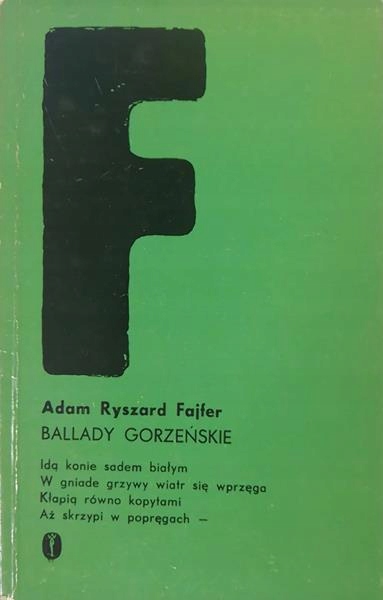 F
Adam Ryszard Fajfer
BALLADY GORZEŃSKIE
Idą konie sadem białym
W gniade grzywy wiatr się wprzęga
Kłapią równo kopytami
Aż skrzypi w popręgach —